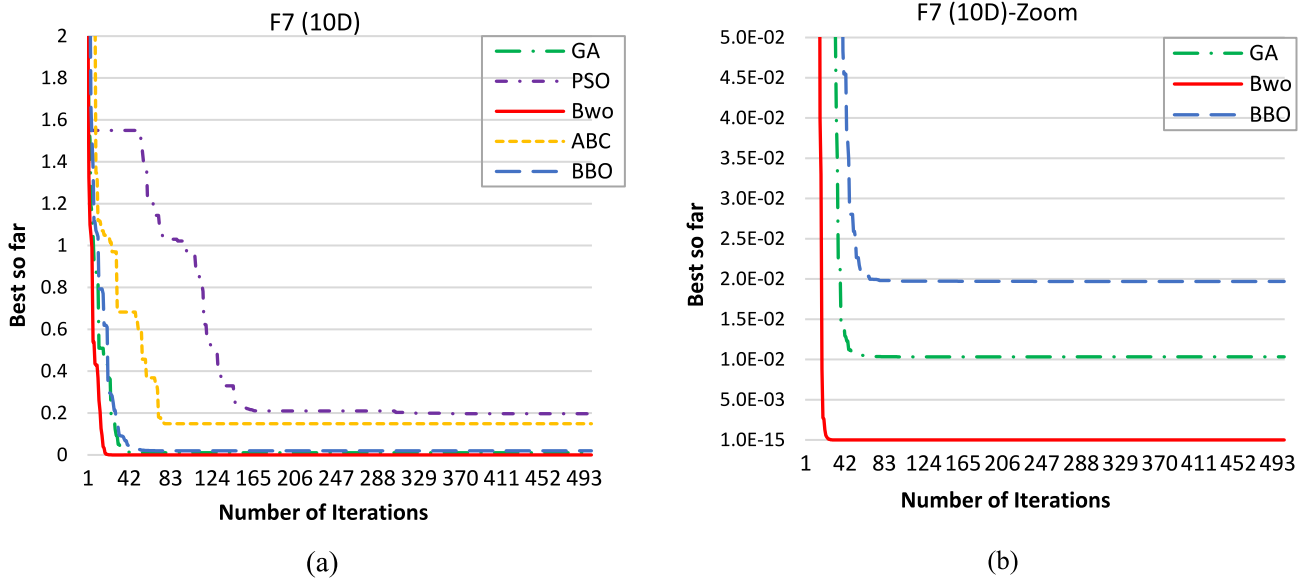 F7 (10D)
2
1.8
1.6
1.4
1.2
1
0.8
0.6
0.4
0.2
0
Best so far
GA
PSO
Bwo
ABC
BBO
1 42 83 124 165 206 247 288 329 370 411 452 493
Number of Iterations
(a)
F7 (10D)-Zoom
5.0E-02
4.5E-02
4.0E-02
3.5E-02
3.0E-02
2.5E-02
2.0E-02
1.5E-02
1.0E-02
5.0E-03
1.0E-15
Best so far
GA
Bwo
BBO
1 42 83 124 165 206 247 288 329 370 411 452 493
Number of Iterations
(b)